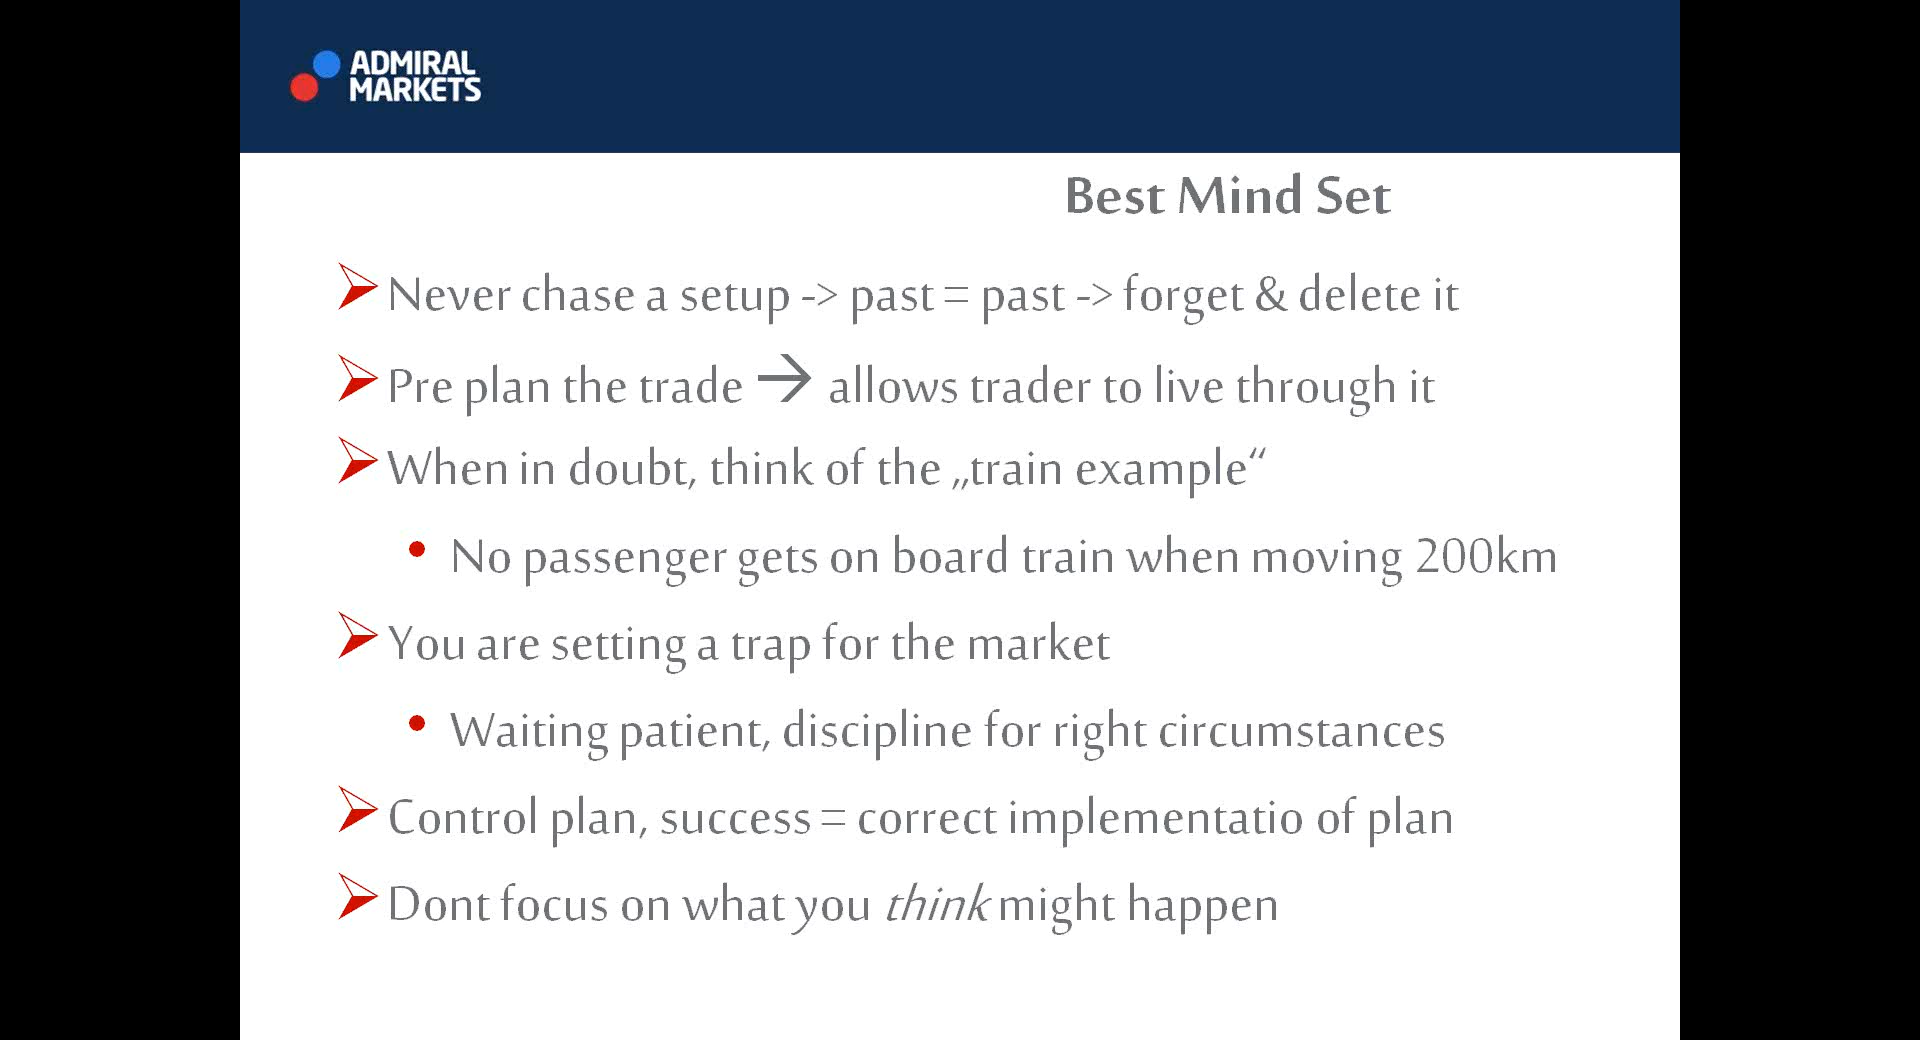 ADMIRAL
MARKETS
Best Mind Set
Never chase a setup -> past = past -> forget & delete it
Pre plan the trade → allows trader to live through it
When in doubt, think of the „train example“
No passenger gets on board train when moving 200km
You are setting a trap for the market
Waiting patient, discipline for right circumstances
Control plan, success = correct implementatio of plan
Dont focus on what you think might happen